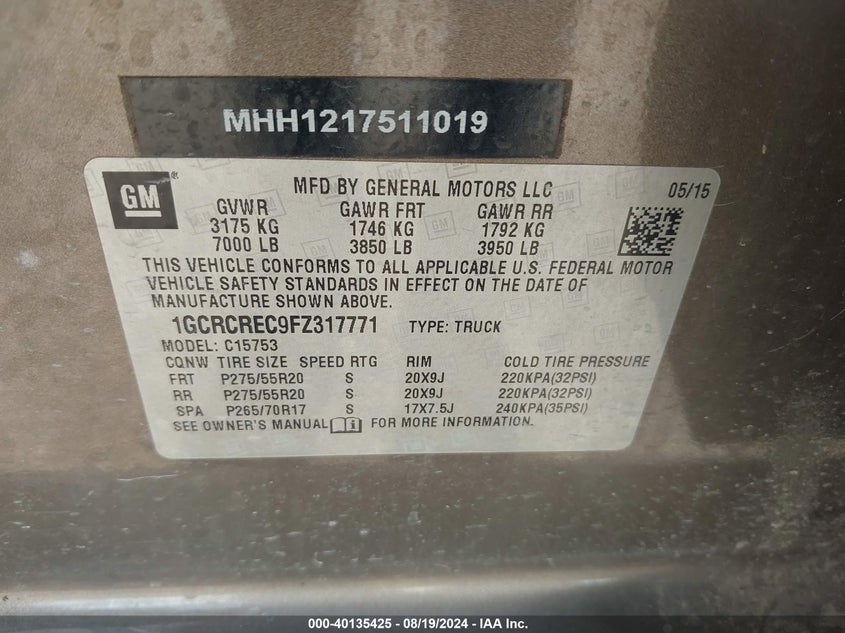 MHH1217511019
GM ® MFD BY GENERAL MOTORS LLC 05/15
GVWR GAWR FRT GAWR RR
3175 KG 1746 KG 1792 KG
7000 LB 3850 LB 3950 LB
THIS VEHICLE CONFORMS TO ALL APPLICABLE U.S. FEDERAL MOTOR
VEHICLE SAFETY STANDARDS IN EFFECT ON THE DATE OF
MANUFACTURE SHOWN ABOVE.
1GCRCREC9FZ317771 TYPE: TRUCK
MODEL: C15753
CQNW TIRE SIZE SPEED RTG RIM COLD TIRE PRESSURE
FRT P275/55R20 S 20X9J 220KPA(32PSI)
RR P275/55R20 S 20X9J 220KPA(32PSI)
SPA P265/70R17 S 17X7.5J 240KPA(35PSI)
SEE OWNER'S MANUAL FOR MORE INFORMATION.
000-40135425 - 08/19/2024 - IAA Inc.